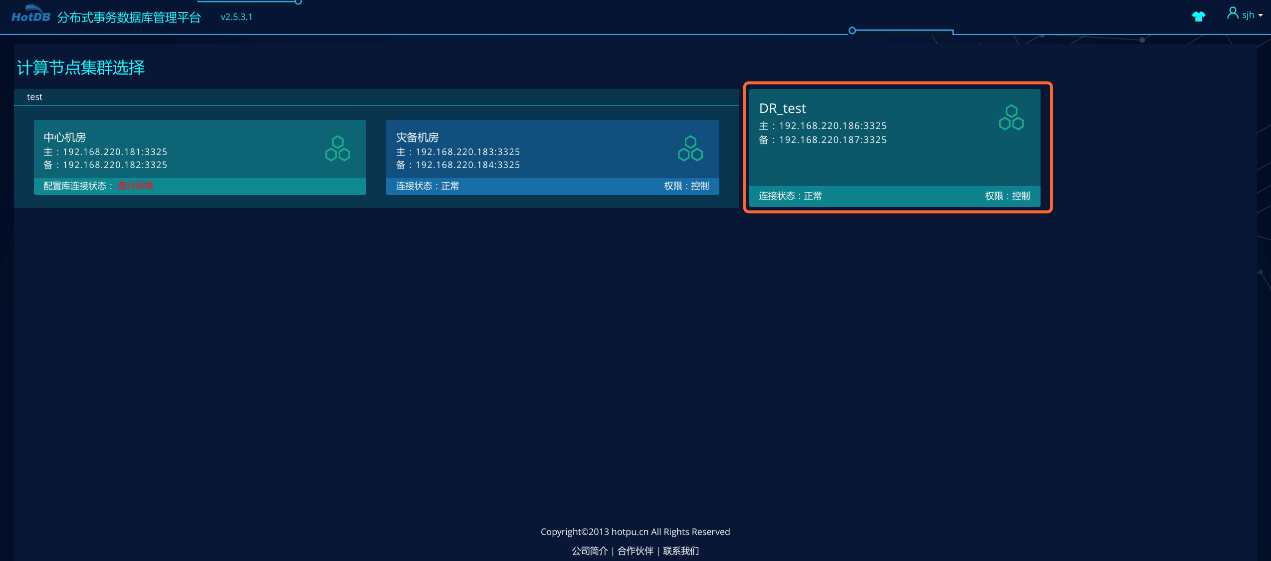 HotDB 分布式事务数据库管理平台 v2.5.3.1 sjh
计算节点集群选择
test
中心机房
主：192.168.220.181:3325
备：192.168.220.182:3325
配置库连接状态：
灾备机房
主：192.168.220.183:3325
备：192.168.220.184:3325
连接状态：正常 权限：控制
DR_test
主：192.168.220.186:3325
备：192.168.220.187:3325
连接状态：正常 权限：控制
Copyright©2013 hotpu.cn All Rights Reserved
公司简介 | 合作伙伴 | 联系我们